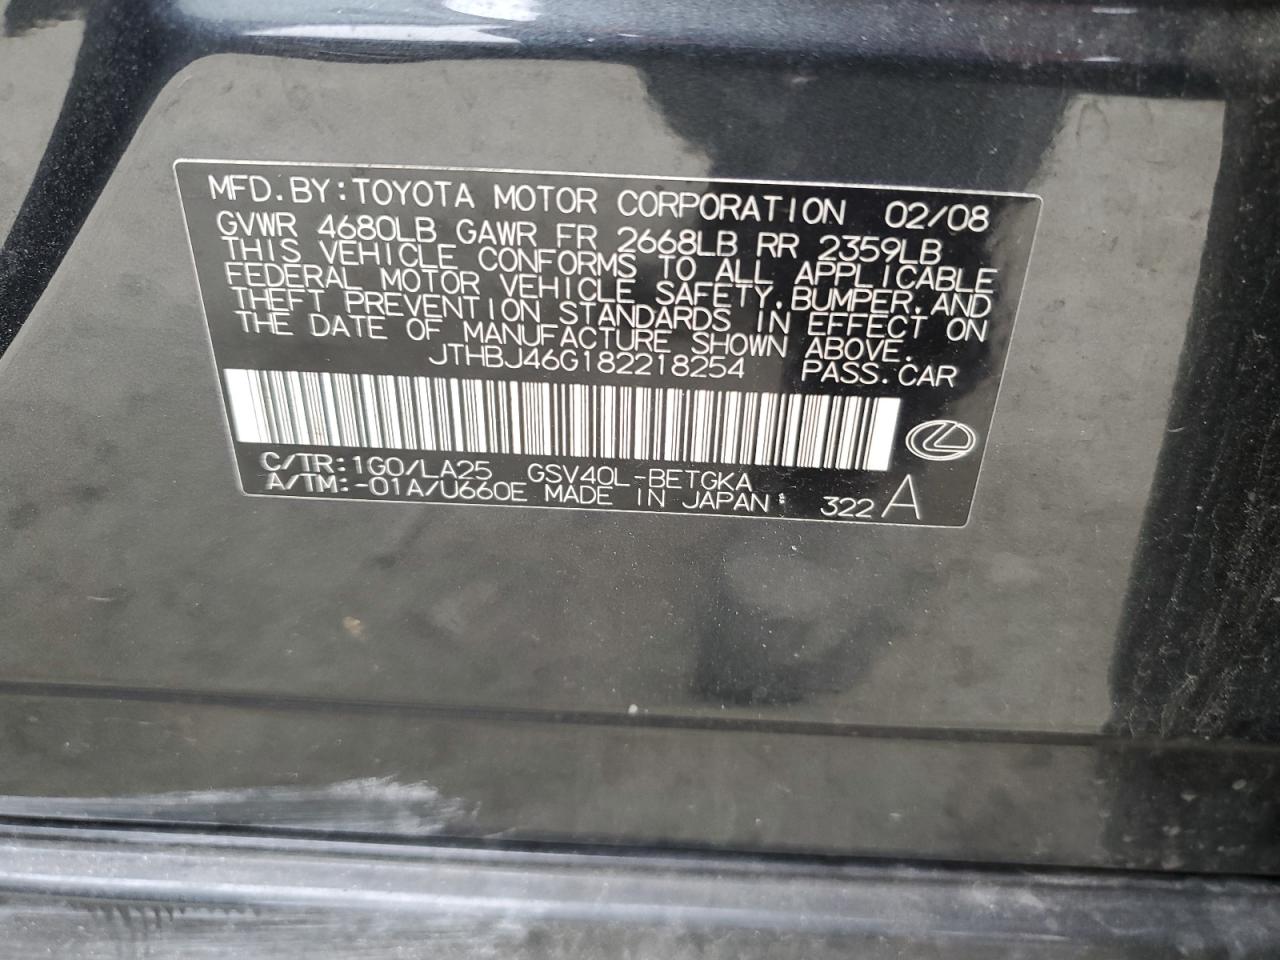 MFD. BY: TOYOTA MOTOR CORPORATION 02/08
GVWR 4680LB GAWR FR 2668LB RR 2359LB
THIS VEHICLE CONFORMS TO ALL APPLICABLE
FEDERAL MOTOR VEHICLE SAFETY, BUMPER, AND
THEFT PREVENTION STANDARDS IN EFFECT ON
THE DATE OF MANUFACTURE SHOWN ABOVE.
JTHBJ46G182218254 PASS. CAR
C/TR: 1G0/LA25 GSV40L-BETGKA
A/TM: -01A/U660E MADE IN JAPAN 322 A